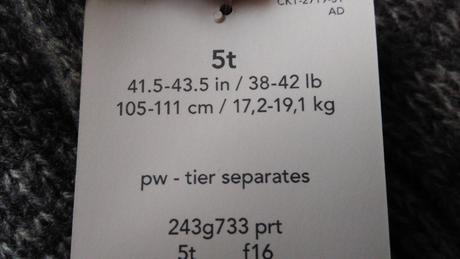 AD
5t
41.5-43.5 in / 38-42 lb
105-111 cm / 17,2-19,1 kg
pw - tier separates
243g733 prt
5t f16